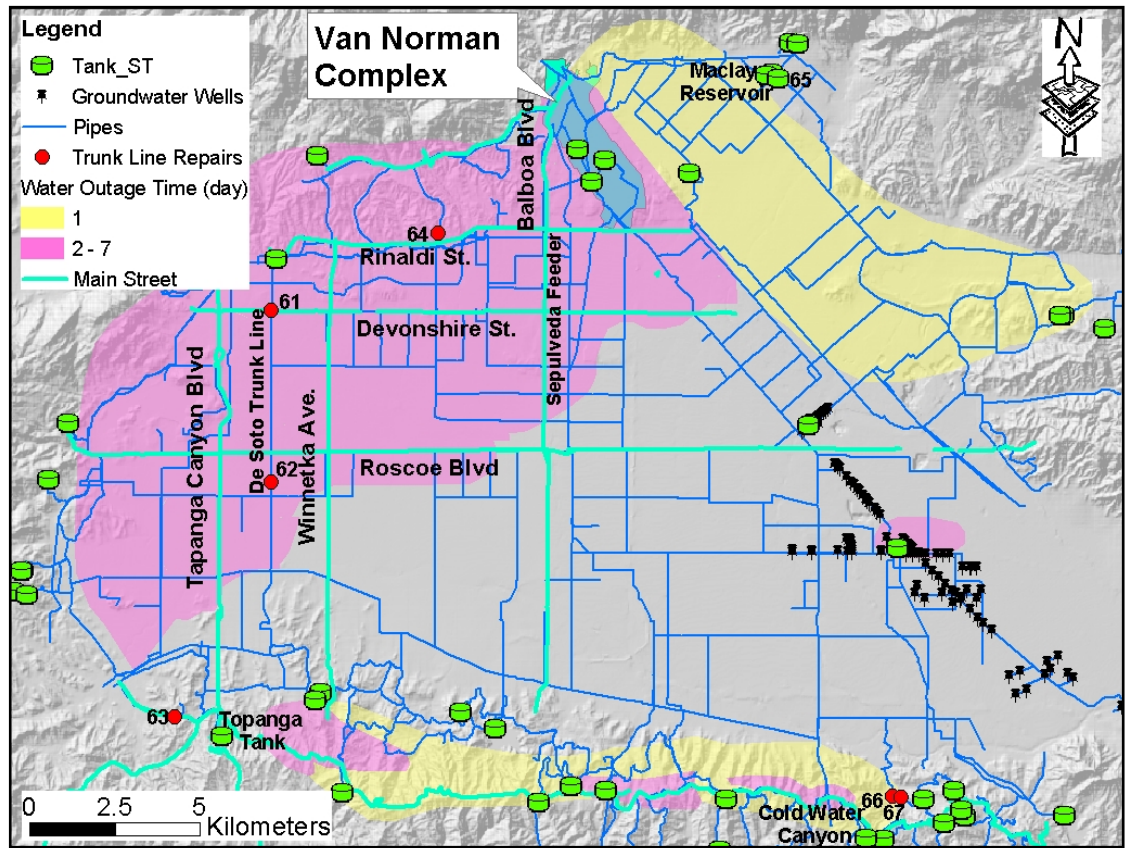 Legend
Tank_ST
Groundwater Wells
Pipes
Trunk Line Repairs
Water Outage Time (day)
1
2 - 7
Main Street
Van Norman
Complex
N
Maclay
Reservoir
65
Balboa Blvd
64
Rinaldi St.
61
Devonshire St.
Sepulveda Feeder
Tapanga Canyon Blvd
De Soto Trunk Line
Winnetka Ave.
62
Roscoe Blvd
63
Topanga
Tank
66
67
Cold Water
Canyon
0 2.5 5
Kilometers